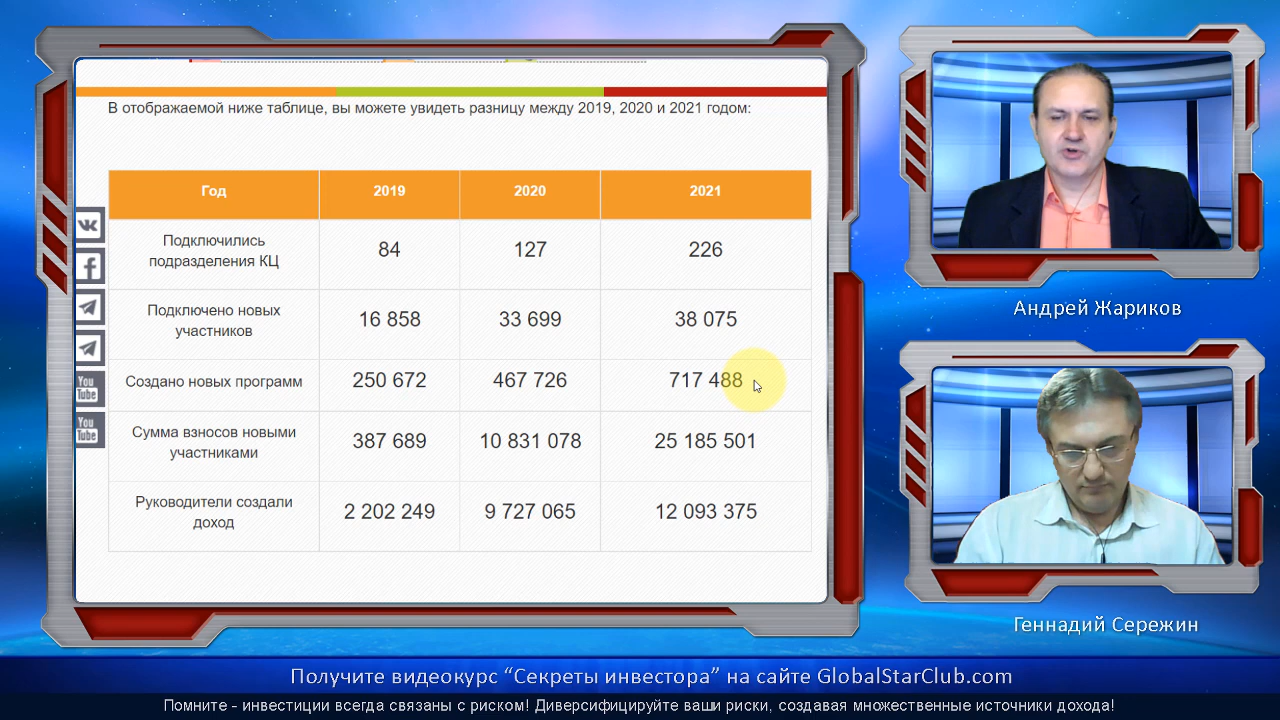 В отображаемой ниже таблице, вы можете увидеть разницу между 2019, 2020 и 2021 годом:
Год 2019 2020 2021
Подключились
подразделения КЦ 84 127 226
Подключено новых
участников 16 858 33 699 38 075
Создано новых программ 250 672 467 726 717 488
Сумма взносов новыми
участниками 387 689 10 831 078 25 185 501
Руководители создали
доход 2 202 249 9 727 065 12 093 375
You
Tube
You
Tube
Андрей Жариков
Геннадий Сережин
Получите видеокурс “Секреты инвестора” на сайте GlobalStarClub.com
Помните - инвестиции всегда связаны с риском! Диверсифицируйте ваши риски, создавая множественные источники дохода!